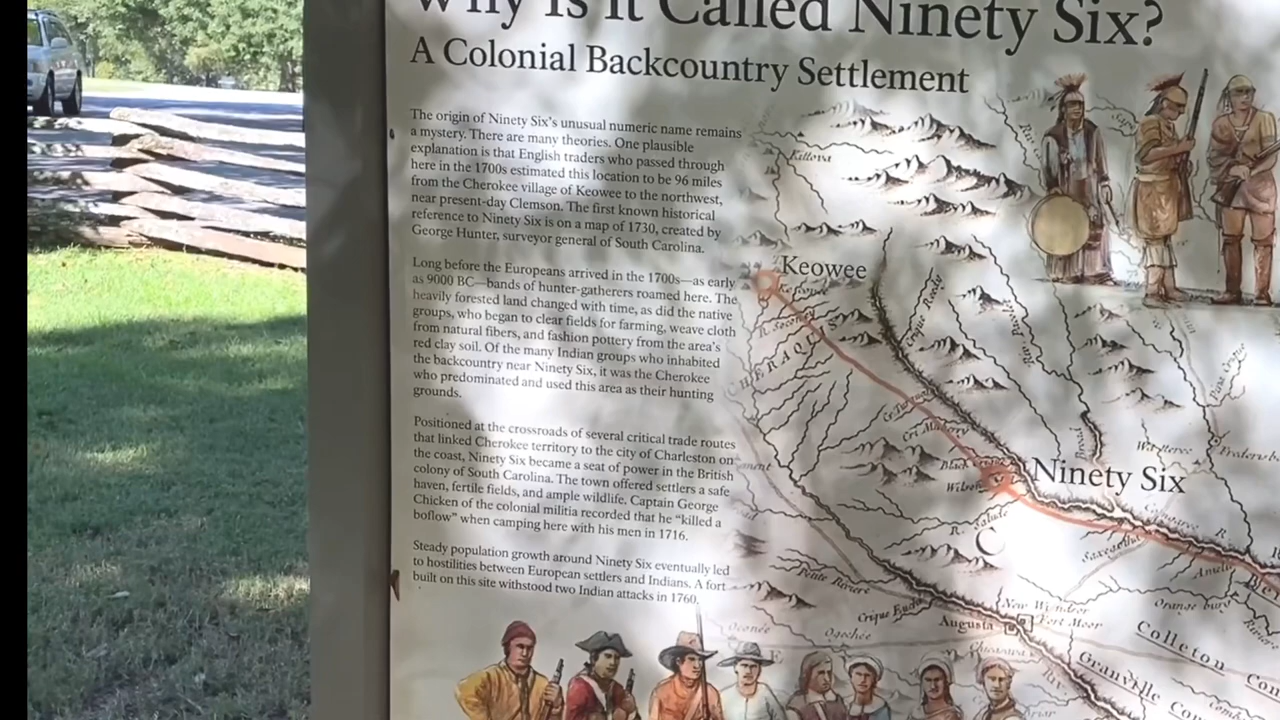 Why Is It Called Ninety Six?
A Colonial Backcountry Settlement
The origin of Ninety Six's unusual numeric name remains
a mystery. There are many theories. One plausible
explanation is that English traders who passed through
here in the 1700s estimated this location to be 96 miles
from the Cherokee village of Keowee to the northwest,
near present-day Clemson. The first known historical
reference to Ninety Six is on a map of 1730, created by
George Hunter, surveyor general of South Carolina.
Long before the Europeans arrived in the 1700s—as early
as 9000 BC—bands of hunter-gatherers roamed here. The
heavily forested land changed with time, as did the native
groups, who began to clear fields for farming, weave cloth
from natural fibers, and fashion pottery from the area's
red clay soil. Of the many Indian groups who inhabited
the backcountry near Ninety Six, it was the Cherokee
who predominated and used this area as their hunting
grounds.
Positioned at the crossroads of several critical trade routes
that linked Cherokee territory to the city of Charleston on
the coast, Ninety Six became a seat of power in the British
colony of South Carolina. The town offered settlers a safe
haven, fertile fields, and ample wildlife. Captain George
Chicken of the colonial militia recorded that he "killed a
boflow" when camping here with his men in 1716.
Steady population growth around Ninety Six eventually led
to hostilities between European settlers and Indians. A fort
built on this site withstood two Indian attacks in 1760.
Keowee
Ninety Six
R. Salude
C
Crique
New Windsor
Augusta
Fort Moor
Oconée
Ogechée
Orange burg
Colleton
Granville Co